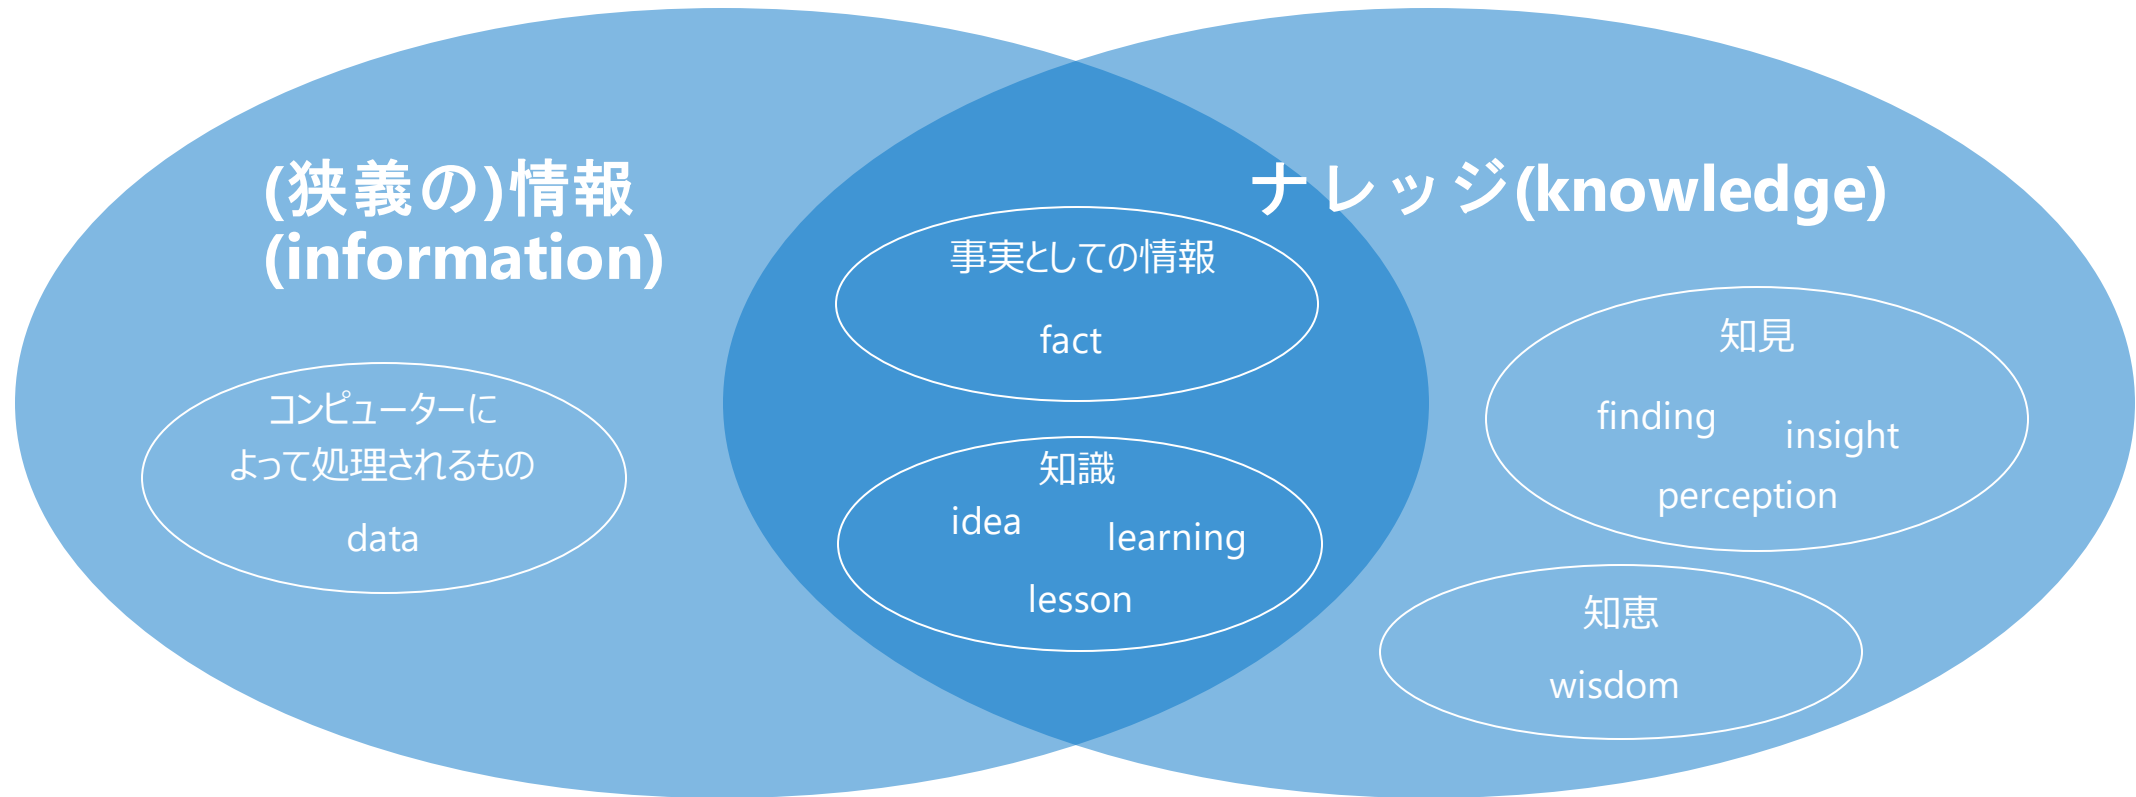 (狭義の)情報
(information)
コンピューターに
よって処理されるもの
data
事実としての情報
fact
知識
idea
learning
lesson
ナレッジ(knowledge)
知見
finding
insight
perception
知恵
wisdom